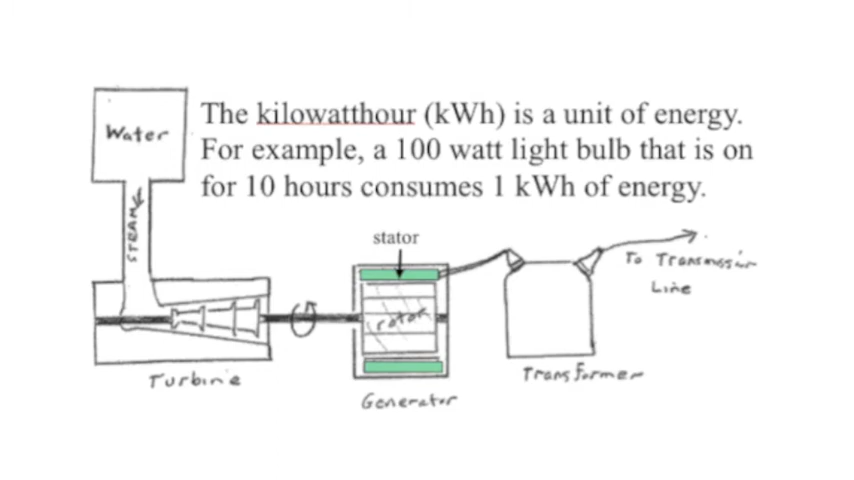 The kilowatthour (kWh) is a unit of energy.
For example, a 100 watt light bulb that is on
for 10 hours consumes 1 kWh of energy.
Water
STEAM
stator
rotor
To Transmission
Line
Turbine
Generator
Transformer